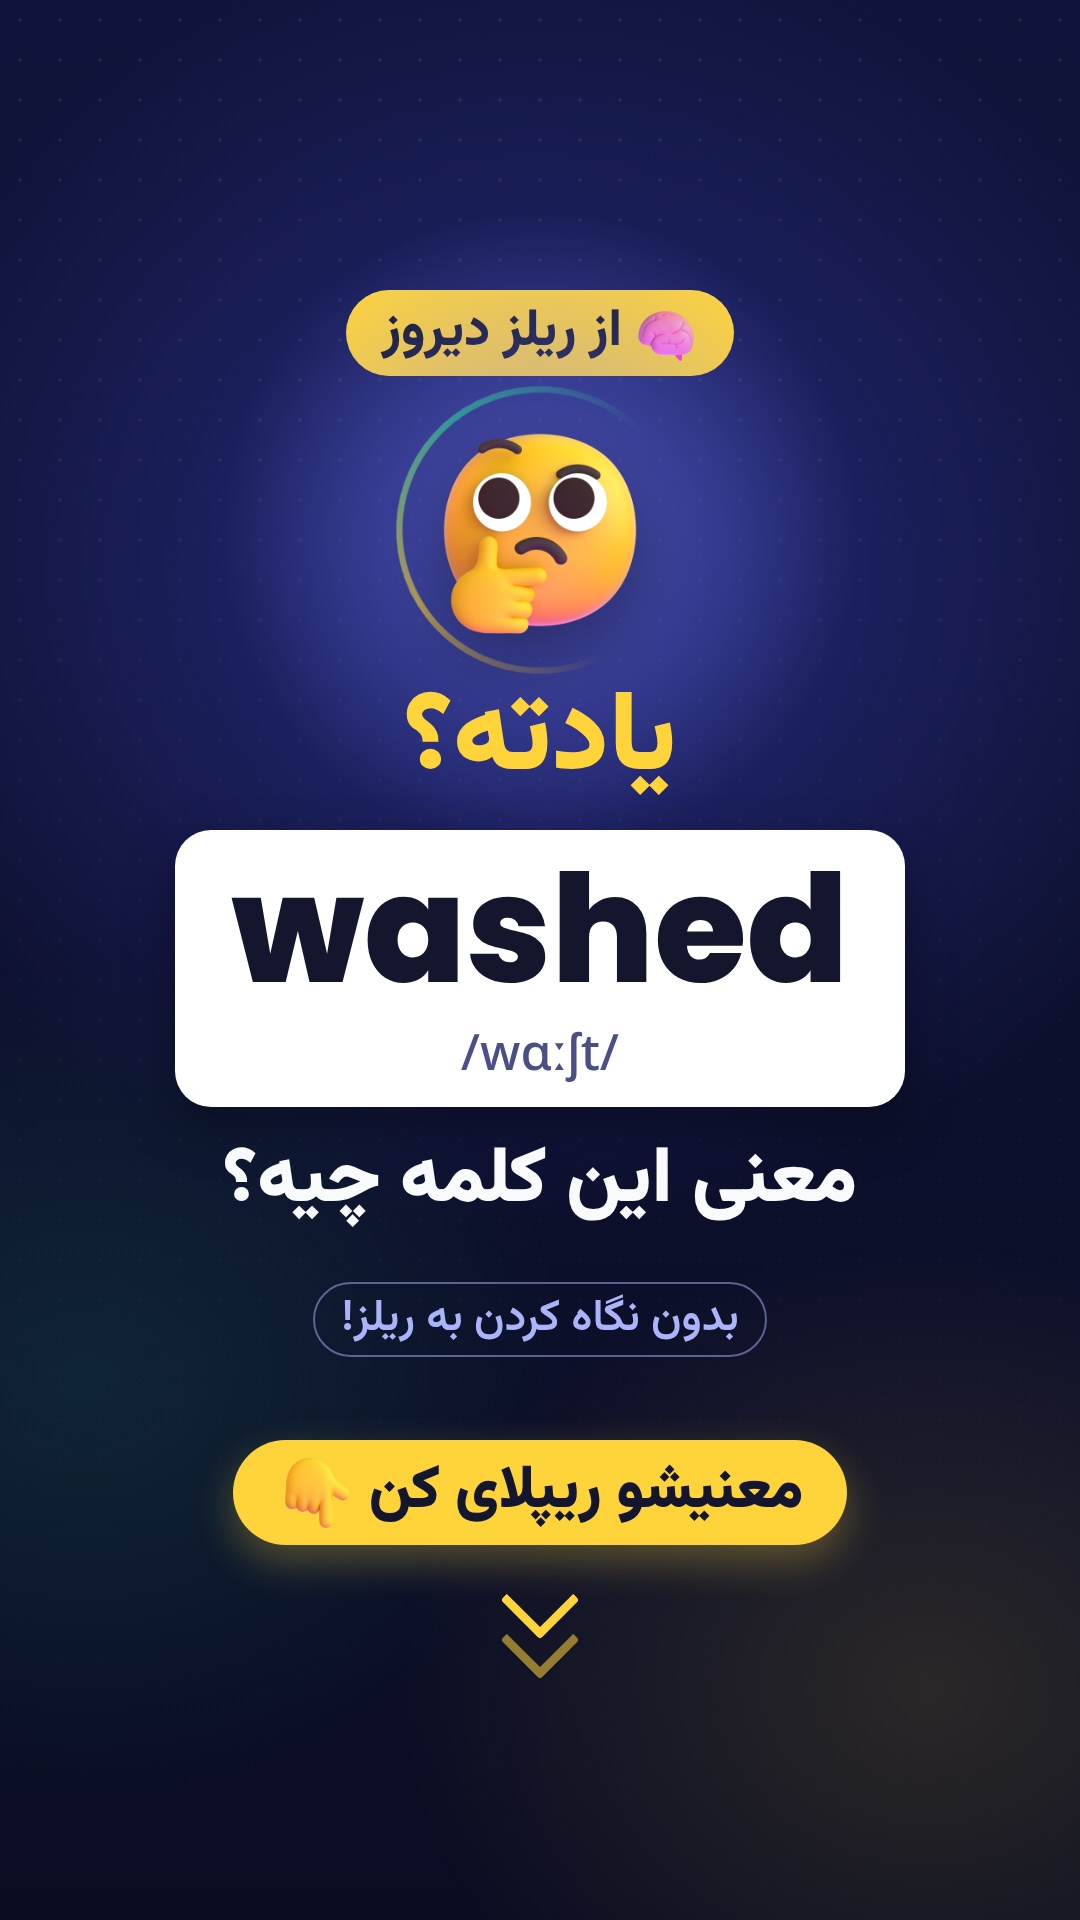 🧠 از ریلز دیروز
یادته؟
washed
/wɑːʃt/
معنی این کلمه چیه؟
بدون نگاه کردن به ریلز!
معنیشو ریپلای کن 👇